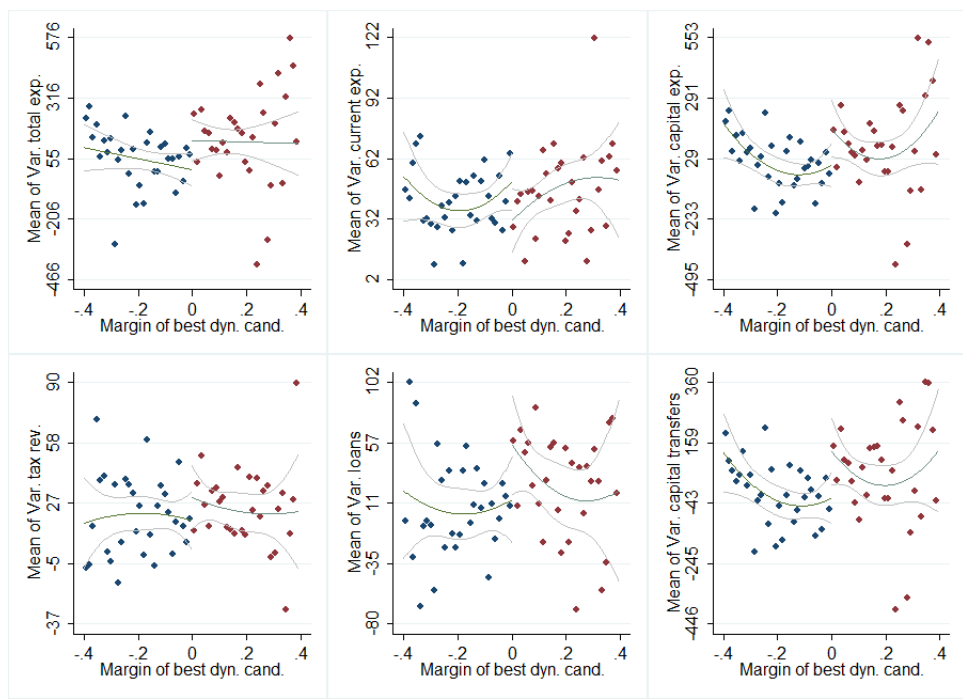 Mean of Var. total exp.
576
316
55
-206
-466
-.4 -.2 0 .2 .4
Margin of best dyn. cand.
Mean of Var. current exp.
122
92
62
32
2
-.4 -.2 0 .2 .4
Margin of best dyn. cand.
Mean of Var. capital exp.
553
291
29
-233
-495
-.4 -.2 0 .2 .4
Margin of best dyn. cand.
Mean of Var. tax rev.
90
58
27
-5
-37
-.4 -.2 0 .2 .4
Margin of best dyn. cand.
Mean of Var. loans
102
57
11
-35
-80
-.4 -.2 0 .2 .4
Margin of best dyn. cand.
Mean of Var. capital transfers
360
159
-43
-245
-446
-.4 -.2 0 .2 .4
Margin of best dyn. cand.